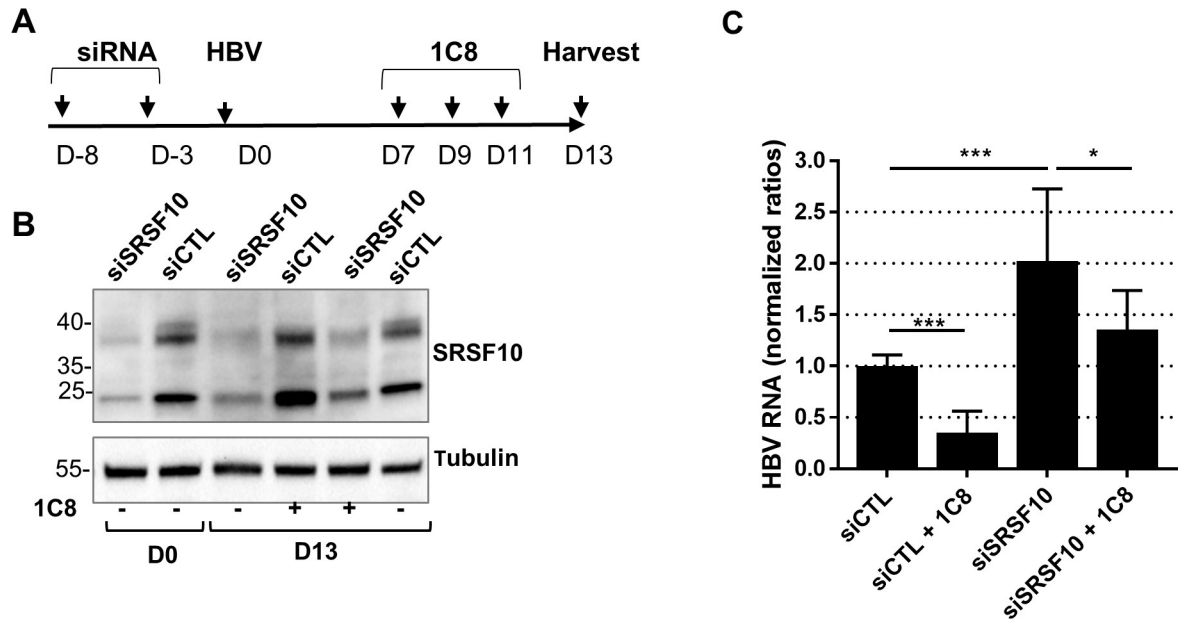 A
siRNA HBV 1C8 Harvest
D-8 D-3 D0 D7 D9 D11 D13
B
siSRSF10 siCTL siSRSF10 siCTL siSRSF10 siCTL
40-
35-
25-
SRSF10
55-
Tubulin
1C8 - - - + + -
D0 D13
C
HBV RNA (normalized ratios)
3.0
2.5
2.0
1.5
1.0
0.5
0.0
*** *
***
siCTL
siCTL + 1C8
siSRSF10
siSRSF10 + 1C8